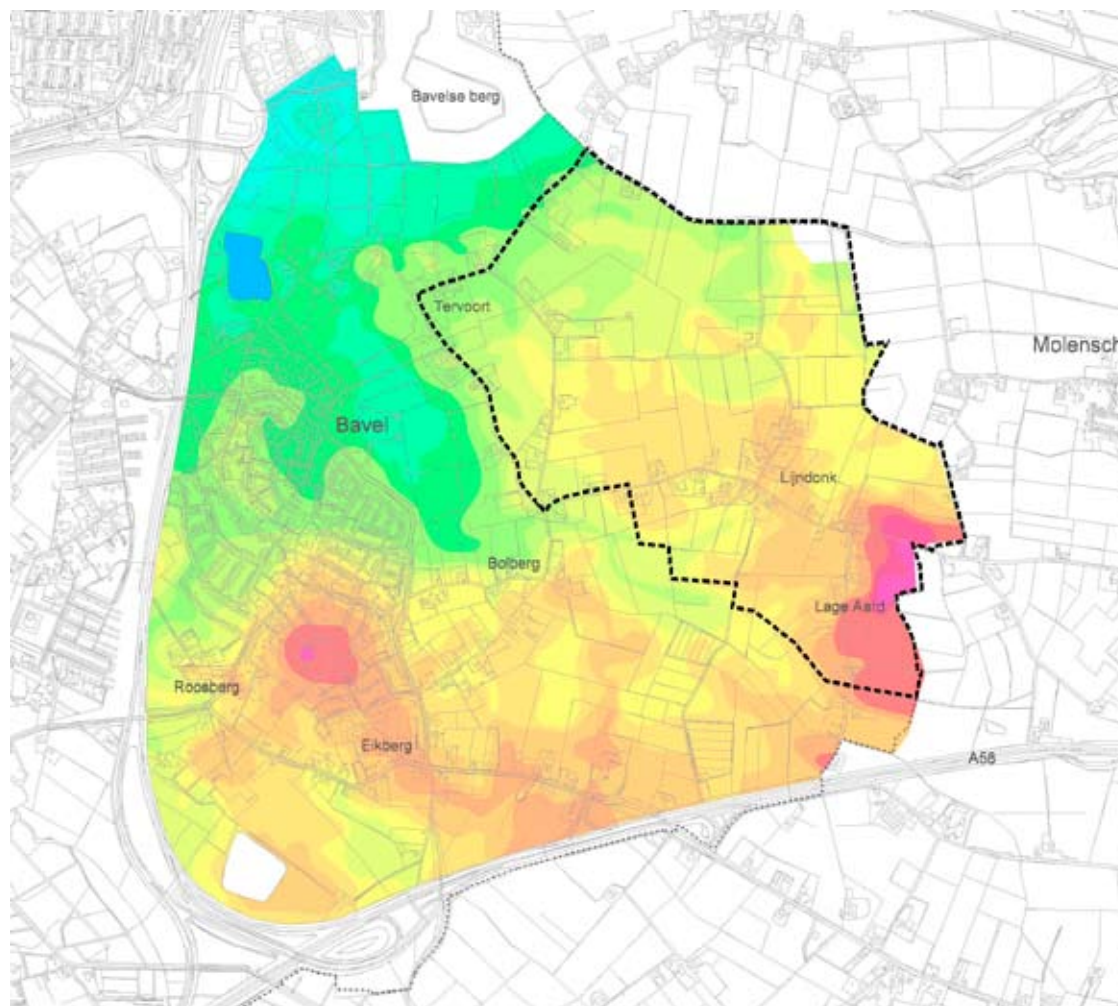 Bavelse berg
Tervoort
Molensch
Bavel
Lijndonk
Bolberg
Lage Aard
Roosberg
Eikberg
A58